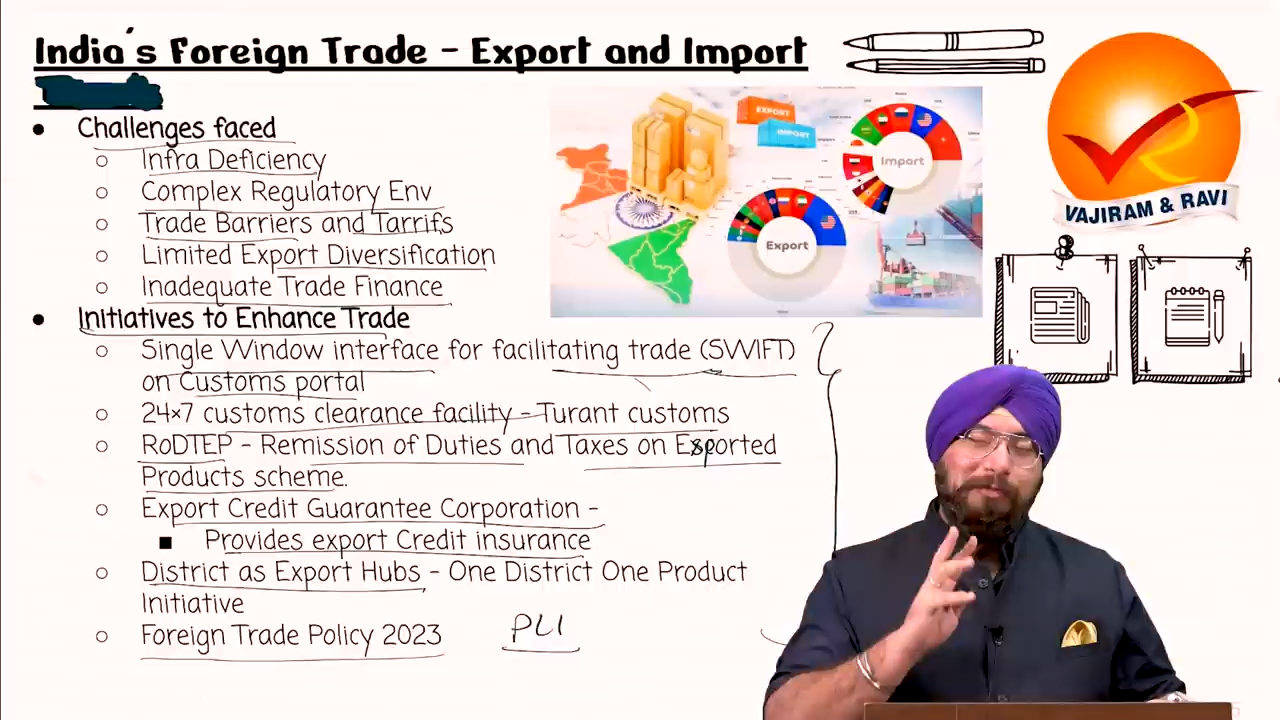 India's Foreign Trade - Export and Import
● Challenges faced
○ Infra Deficiency
○ Complex Regulatory Env
○ Trade Barriers and Tarrifs
○ Limited Export Diversification
○ Inadequate Trade Finance
● Initiatives to Enhance Trade
○ Single Window interface for facilitating trade (SWIFT)
on Customs portal
○ 24×7 customs clearance facility - Turant customs
○ RoDTEP - Remission of Duties and Taxes on Exported
Products scheme.
○ Export Credit Guarantee Corporation -
■ Provides export Credit insurance
○ District as Export Hubs - One District One Product
Initiative
○ Foreign Trade Policy 2023
PLI
EXPORT
IMPORT
Import
Export
VAJIRAM & RAVI